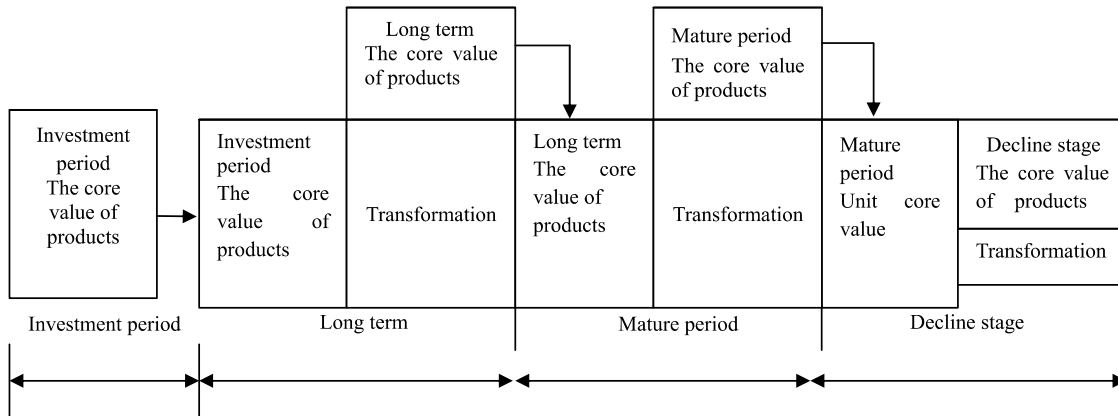 Long term
The core value
of products
Mature period
The core value
of products
Investment
period
The core
value of
products
Investment
period
The core
value of
products
Transformation
Long term
The core
value of
products
Transformation
Mature
period
Unit core
value
Decline stage
The core value
of products
Transformation
Investment period
Long term
Mature period
Decline stage